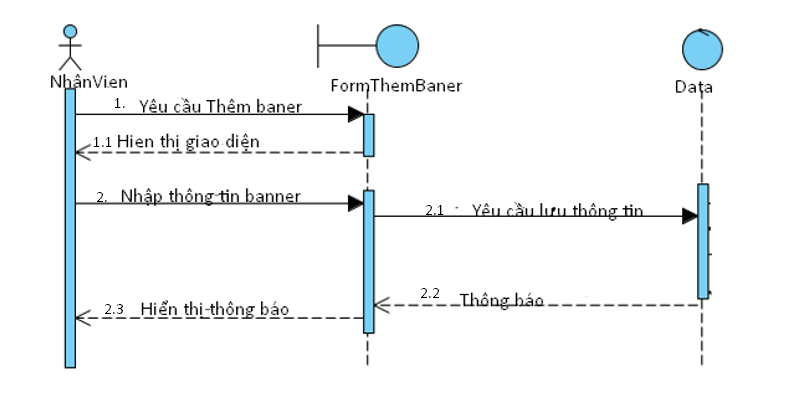 NhânVien
FormThemBaner
Data
1. Yêu cầu Thêm baner
1.1 Hien thị giao diện
2. Nhập thông tin banner
2.1 Yêu cầu lưu thông tin
2.2 Thông báo
2.3 Hiển thị thông báo